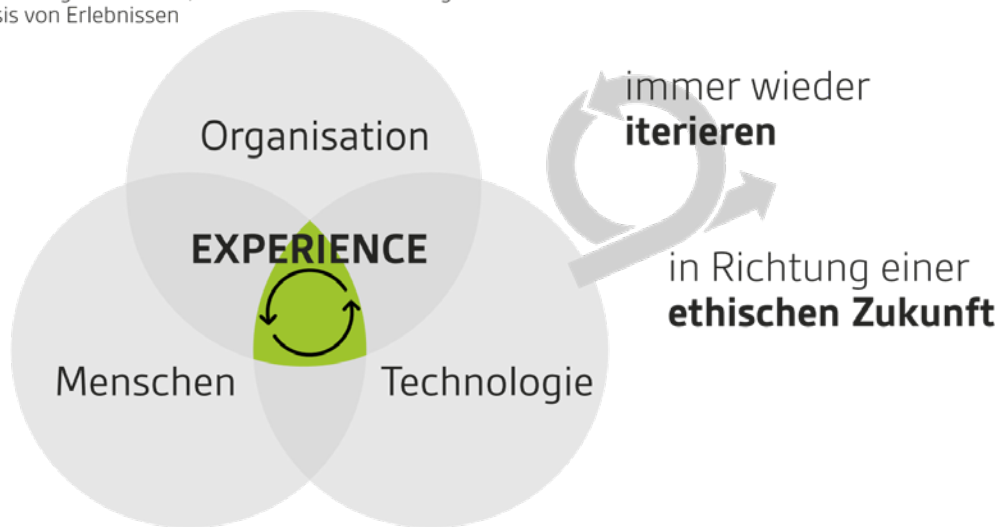 sis von Erlebnissen
immer wieder
iterieren
Organisation
EXPERIENCE
in Richtung einer
ethischen Zukunft
Menschen
Technologie